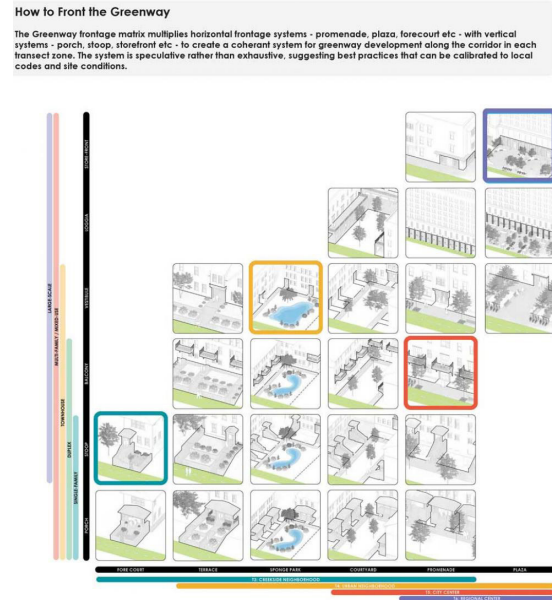 How to Front the Greenway
The Greenway frontage matrix multiplies horizontal frontage systems - promenade, plaza, forecourt etc - with vertical
systems - porch, stoop, storefront etc - to create a coherant system for greenway development along the corridor in each
transect zone. The system is speculative rather than exhaustive, suggesting best practices that can be calibrated to local
codes and site conditions.
STORE-FRONT
LOGGIA
VESTIBULE
BALCONY
STOOP
PORCH
LARGE-SCALE
MULTI-FAMILY / MIXED-USE
TOWNHOUSE
DUPLEX
SINGLE-FAMILY
FORE COURT
TERRACE
SPONGE PARK
COURTYARD
PROMENADE
PLAZA
T3: CREEKSIDE NEIGHBORHOOD
T4: URBAN NEIGHBORHOOD
T5: CITY CENTER
T6: REGIONAL CENTER